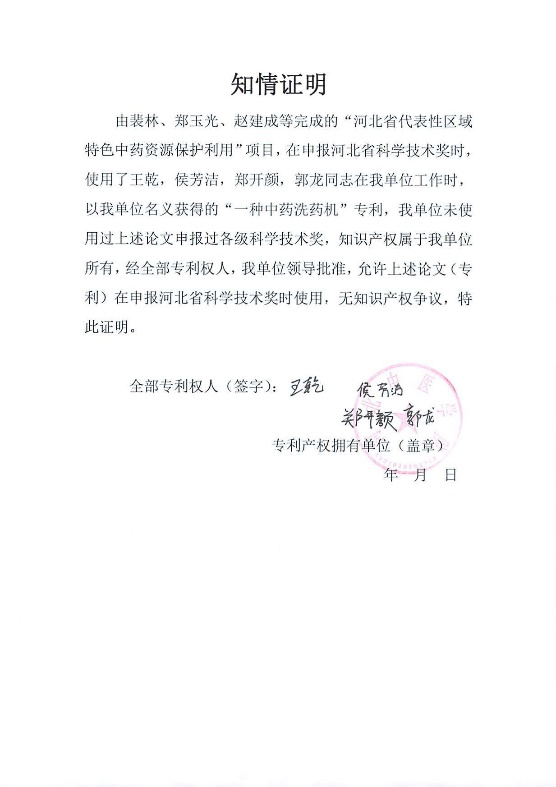 知情证明
由裴林、郑玉光、赵建成等完成的“河北省代表性区域
特色中药资源保护利用”项目，在申报河北省科学技术奖时，
使用了王乾，侯芳洁，郑开颜，郭龙同志在我单位工作时，
以我单位名义获得的“一种中药洗药机”专利，我单位未使
用过上述论文申报过各级科学技术奖，知识产权属于我单位
所有，经全部专利权人，我单位领导批准，允许上述论文（专
利）在申报河北省科学技术奖时使用，无知识产权争议，特
此证明。
全部专利权人（签字）：王乾 侯芳洁
郑开颜 郭龙
专利产权拥有单位（盖章）
年 月 日
北中医学